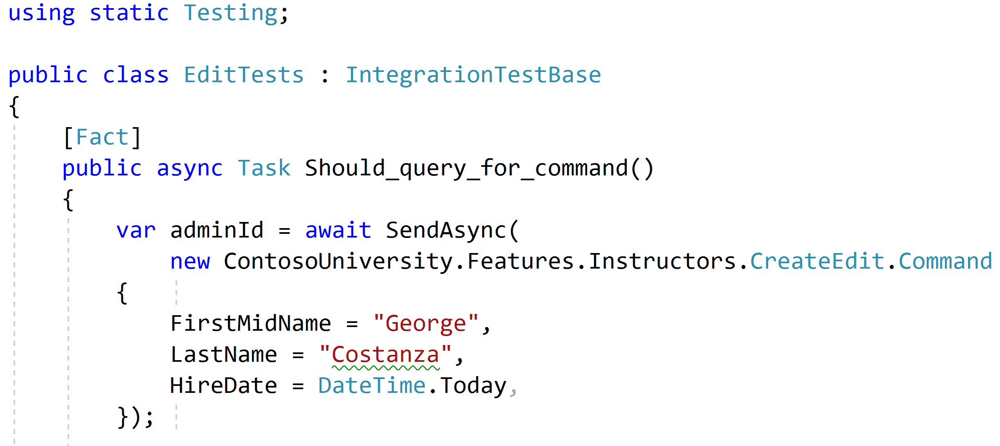 using static Testing;
public class EditTests : IntegrationTestBase
{
[Fact]
public async Task Should_query_for_command()
{
var adminId = await SendAsync(
new ContosoUniversity.Features.Instructors.CreateEdit.Command
{
FirstMidName = "George",
LastName = "Costanza",
HireDate = DateTime.Today,
});